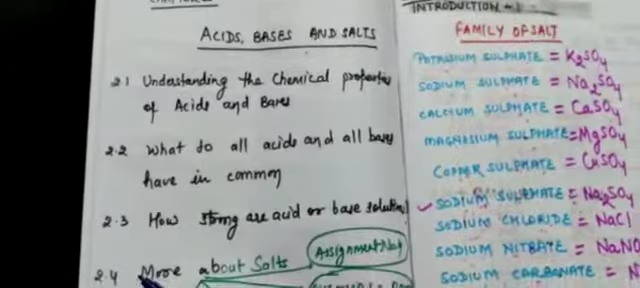 ACIDS, BASES AND SALTS
2.1 Understanding the Chemical properties
of Acids and Bases
2.2 What do all acids and all bases
have in common
2.3 How strong are acid or base solutions
2.4 More about Salts
Assignment No.4
INTRODUCTION - 1
FAMILY OF SALT
POTASSIUM SULPHATE = K₂SO₄
SODIUM SULPHATE = Na₂SO₄
CALCIUM SULPHATE = CaSO₄
MAGNESIUM SULPHATE = MgSO₄
COPPER SULPHATE = CuSO₄
✓ SODIUM SULPHATE = Na₂SO₄
SODIUM CHLORIDE = NaCl
SODIUM NITRATE = NaNO
SODIUM CARBONATE = N